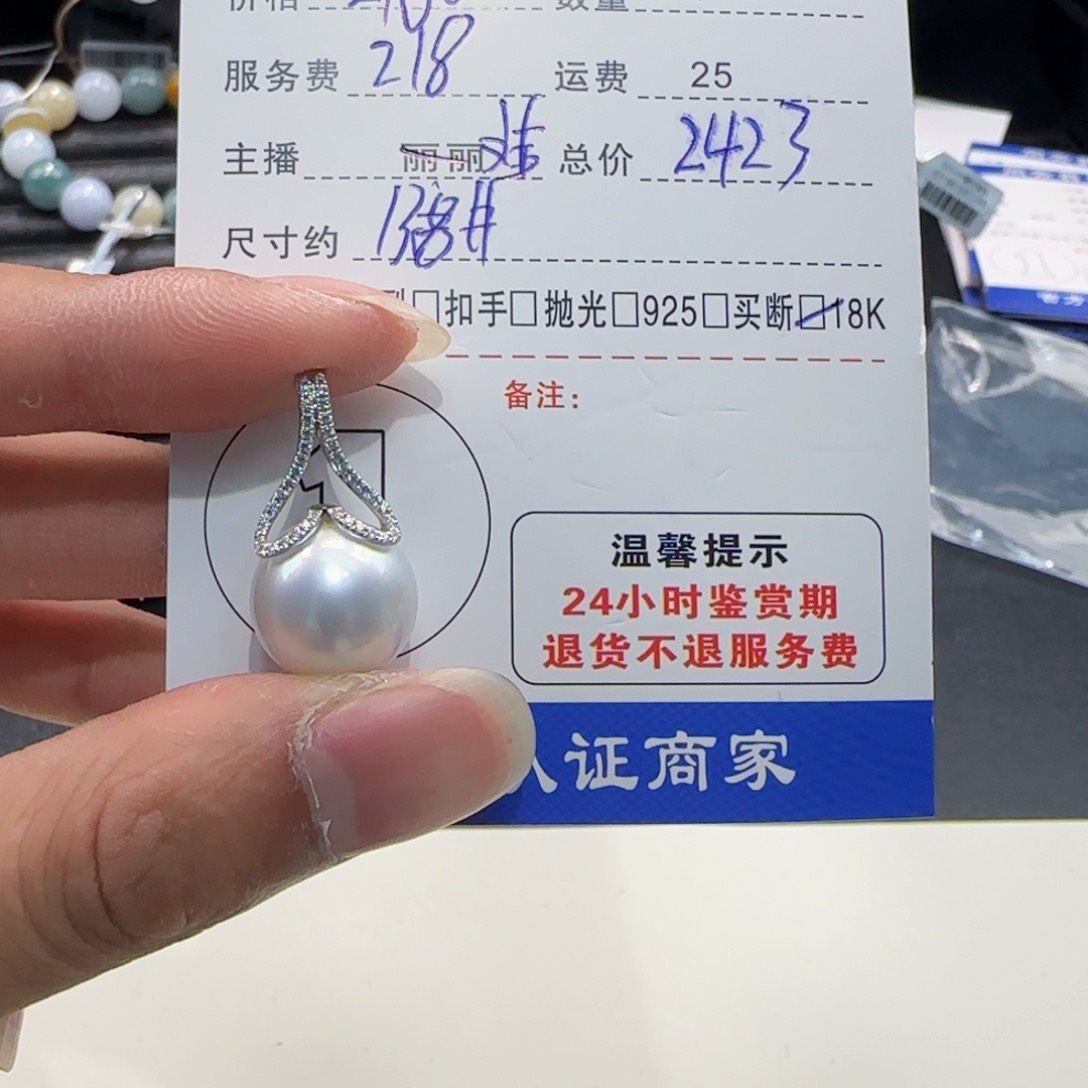 服务费 218 运费 25
主播 丽丽 总价 2423
尺寸约
扣手□抛光□925□买断□18K
备注：
温馨提示
24小时鉴赏期
退货不退服务费
证商家